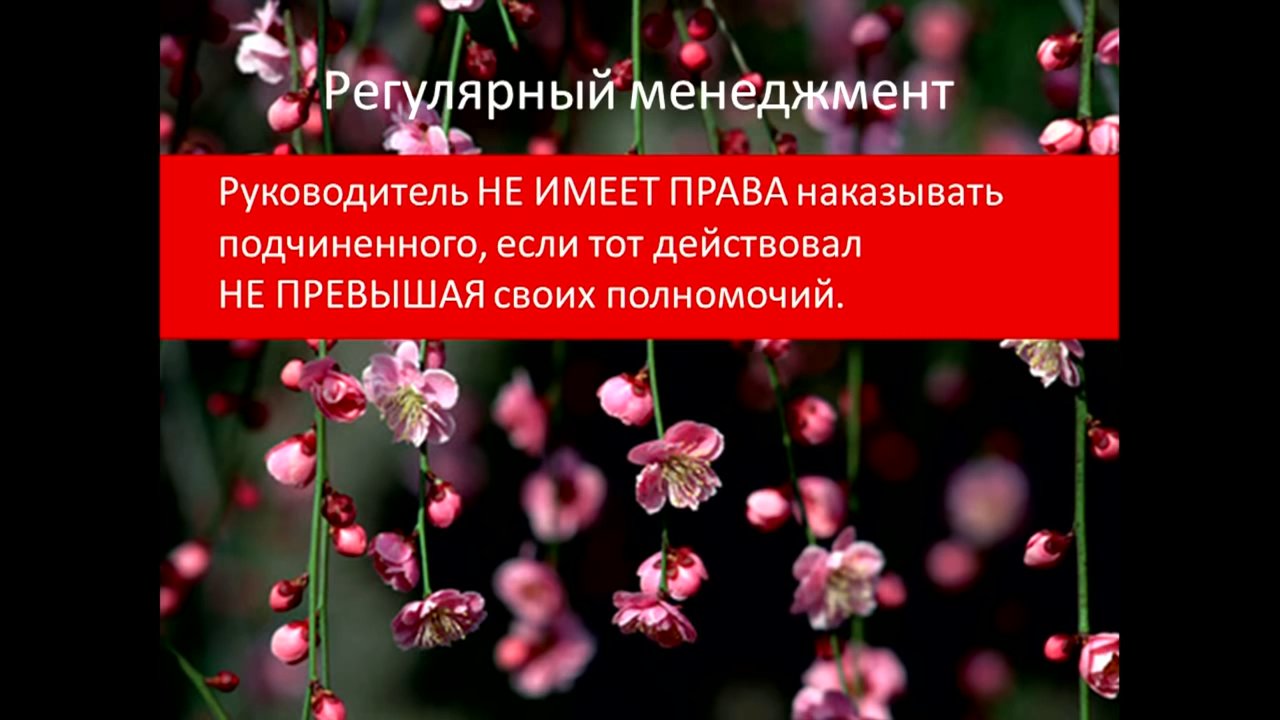 Регулярный менеджмент
Руководитель НЕ ИМЕЕТ ПРАВА наказывать
подчиненного, если тот действовал
НЕ ПРЕВЫШАЯ своих полномочий.